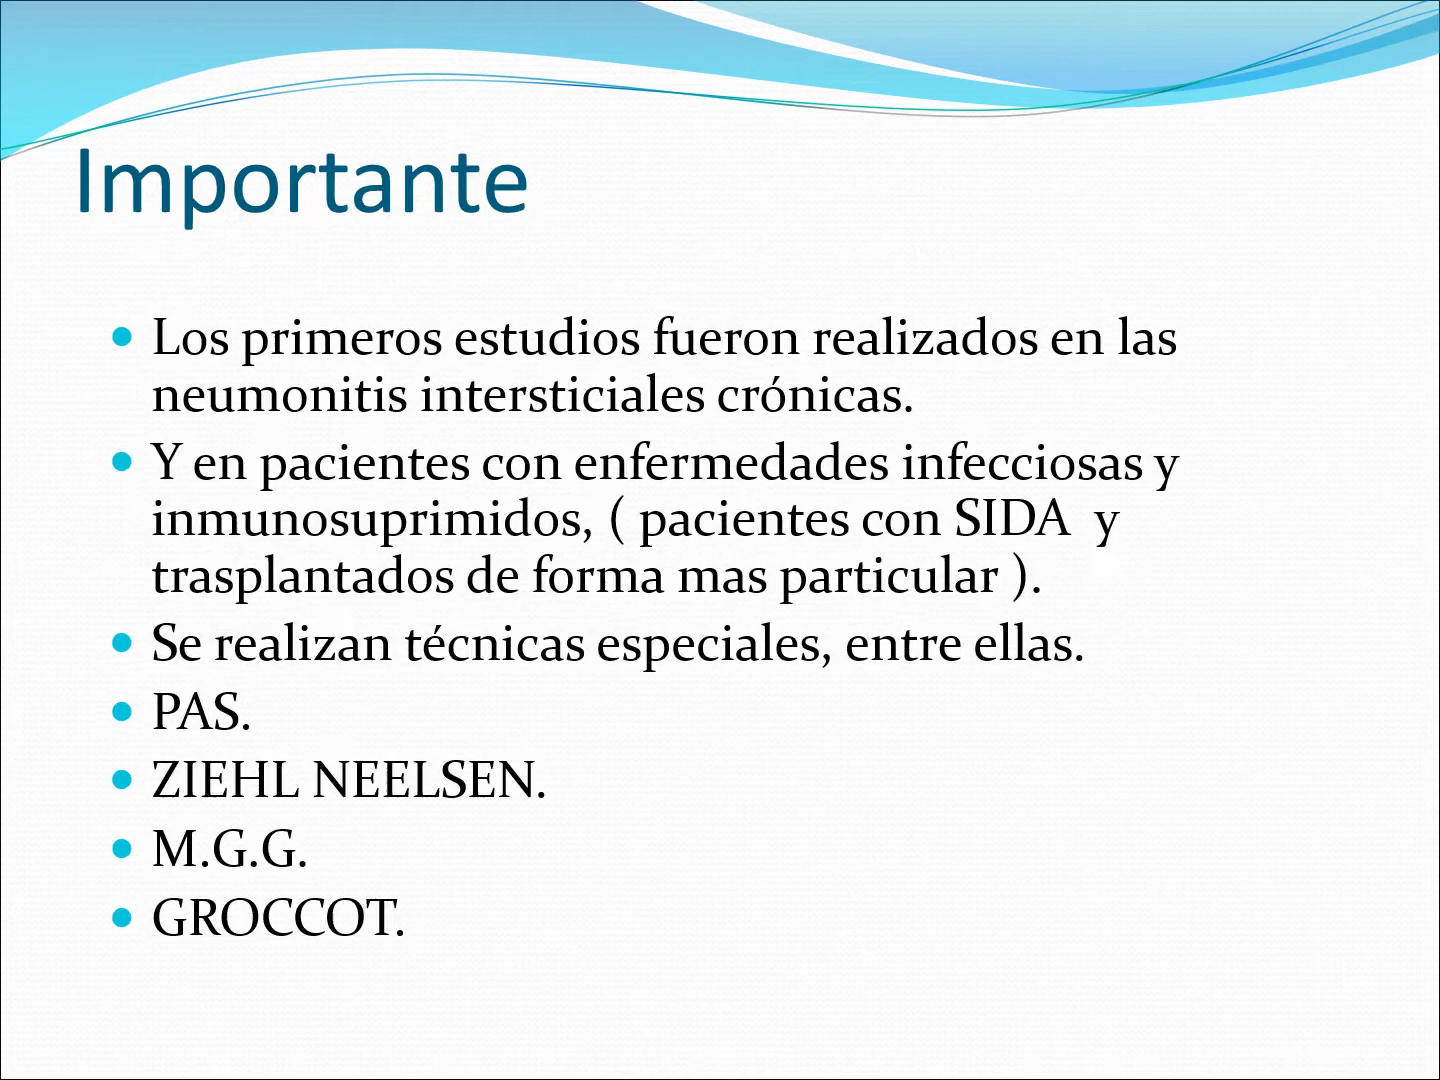 Importante
Los primeros estudios fueron realizados en las
neumonitis intersticiales crónicas.
Y en pacientes con enfermedades infecciosas y
inmunosuprimidos, ( pacientes con SIDA  y
trasplantados de forma mas particular ).
Se realizan técnicas especiales, entre ellas.
PAS.
ZIEHL NEELSEN.
M.G.G.
GROCCOT.